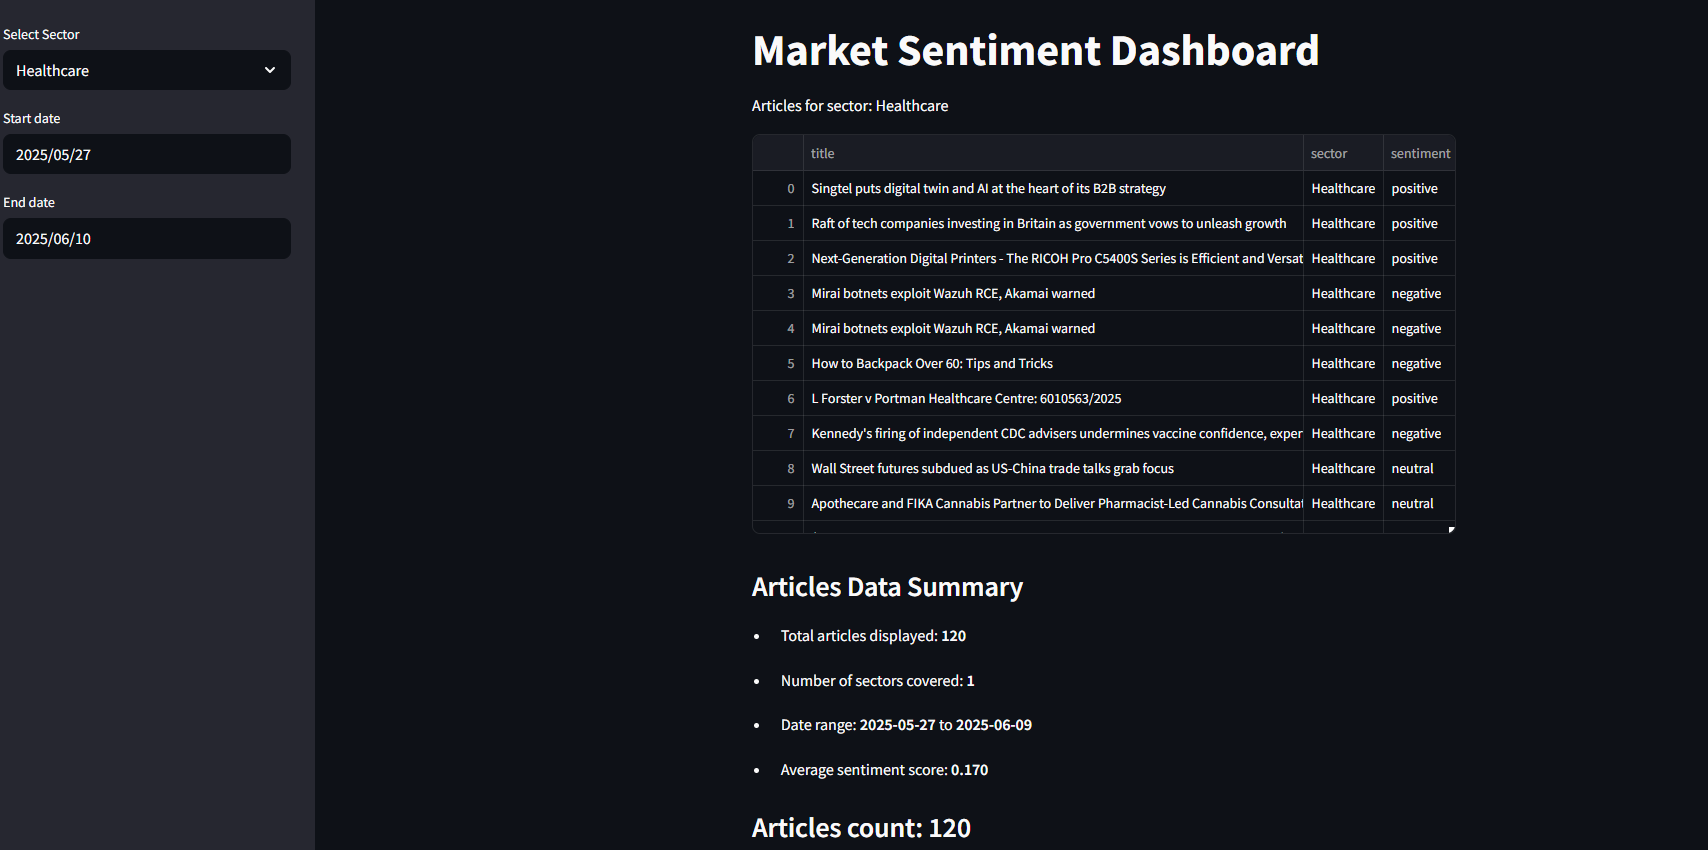 Select Sector
Healthcare
Start date
2025/05/27
End date
2025/06/10
Market Sentiment Dashboard
Articles for sector: Healthcare
title sector sentiment
0 Singtel puts digital twin and AI at the heart of its B2B strategy Healthcare positive
1 Raft of tech companies investing in Britain as government vows to unleash growth Healthcare positive
2 Next-Generation Digital Printers - The RICOH Pro C5400S Series is Efficient and Versat Healthcare positive
3 Mirai botnets exploit Wazuh RCE, Akamai warned Healthcare negative
4 Mirai botnets exploit Wazuh RCE, Akamai warned Healthcare negative
5 How to Backpack Over 60: Tips and Tricks Healthcare negative
6 L Forster v Portman Healthcare Centre: 6010563/2025 Healthcare positive
7 Kennedy's firing of independent CDC advisers undermines vaccine confidence, exper Healthcare negative
8 Wall Street futures subdued as US-China trade talks grab focus Healthcare neutral
9 Apothecare and FIKA Cannabis Partner to Deliver Pharmacist-Led Cannabis Consultat Healthcare neutral
Articles Data Summary
• Total articles displayed: 120
• Number of sectors covered: 1
• Date range: 2025-05-27 to 2025-06-09
• Average sentiment score: 0.170
Articles count: 120